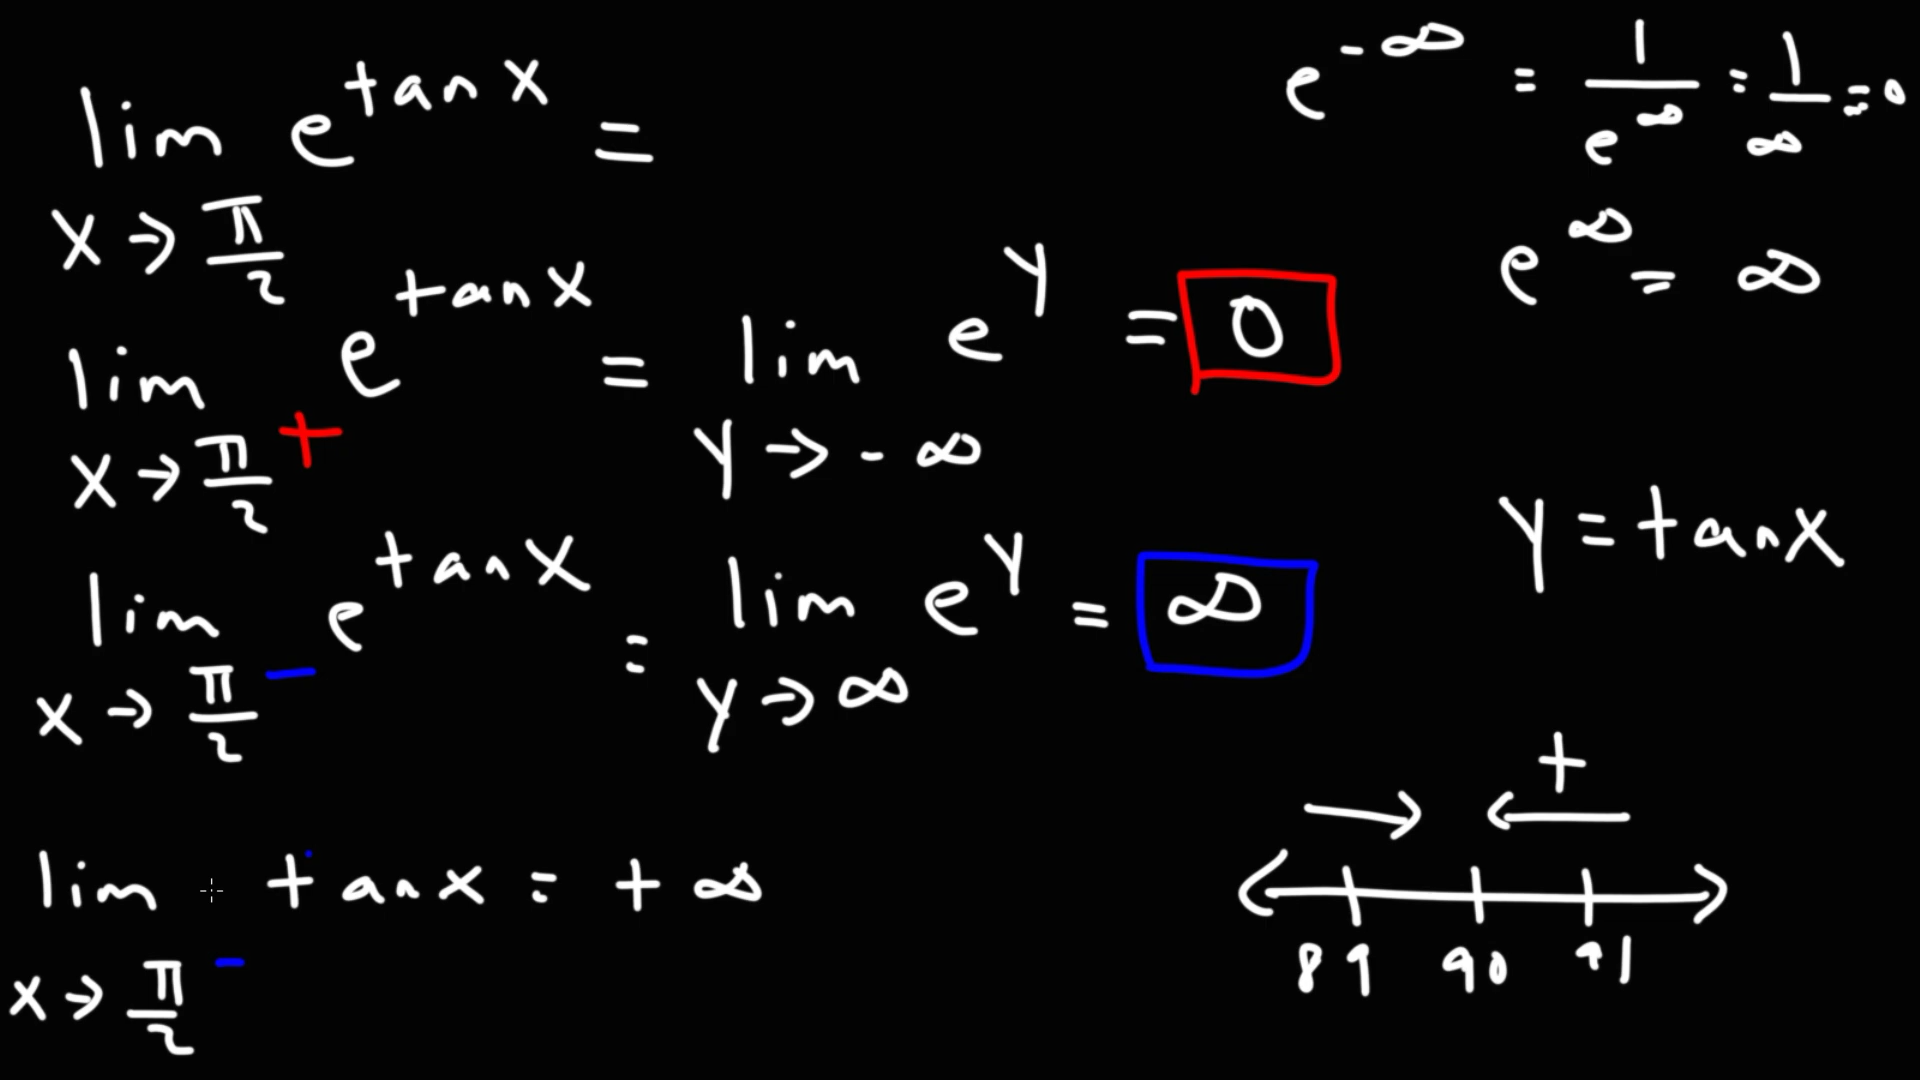 lim e^{tan x} =
x → π/2
e^{-∞} = 1/e^{∞} = 1/∞ = 0
e^{∞} = ∞
lim e^{tan x} = lim e^{y} = 0
x → π/2^{+} y → -∞
y = tan x
lim e^{tan x} = lim e^{y} = ∞
x → π/2^{-} y → ∞
+
lim tan x = +∞
x → π/2^{-}
89 90 91